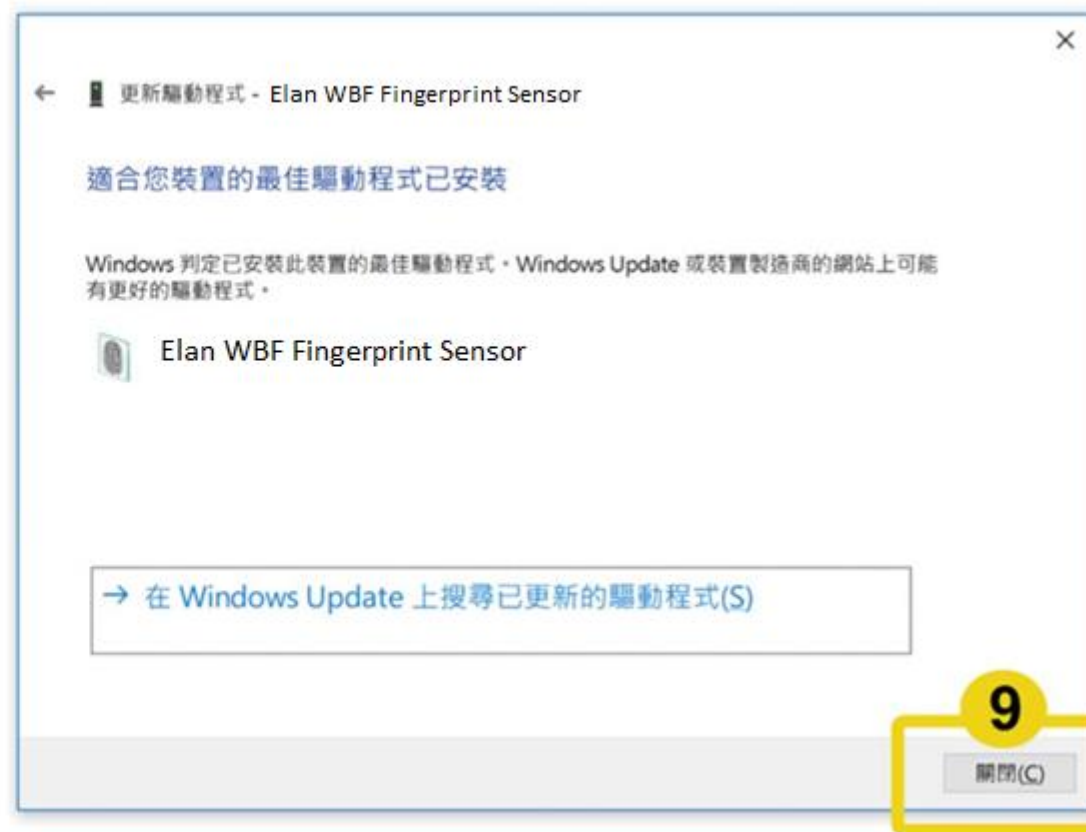 更新驅動程式 - Elan WBF Fingerprint Sensor
適合您裝置的最佳驅動程式已安裝
Windows 判定已安裝此裝置的最佳驅動程式。Windows Update 或裝置製造商的網站上可能
有更好的驅動程式。
Elan WBF Fingerprint Sensor
→ 在 Windows Update 上搜尋已更新的驅動程式(S)
9
關閉(C)